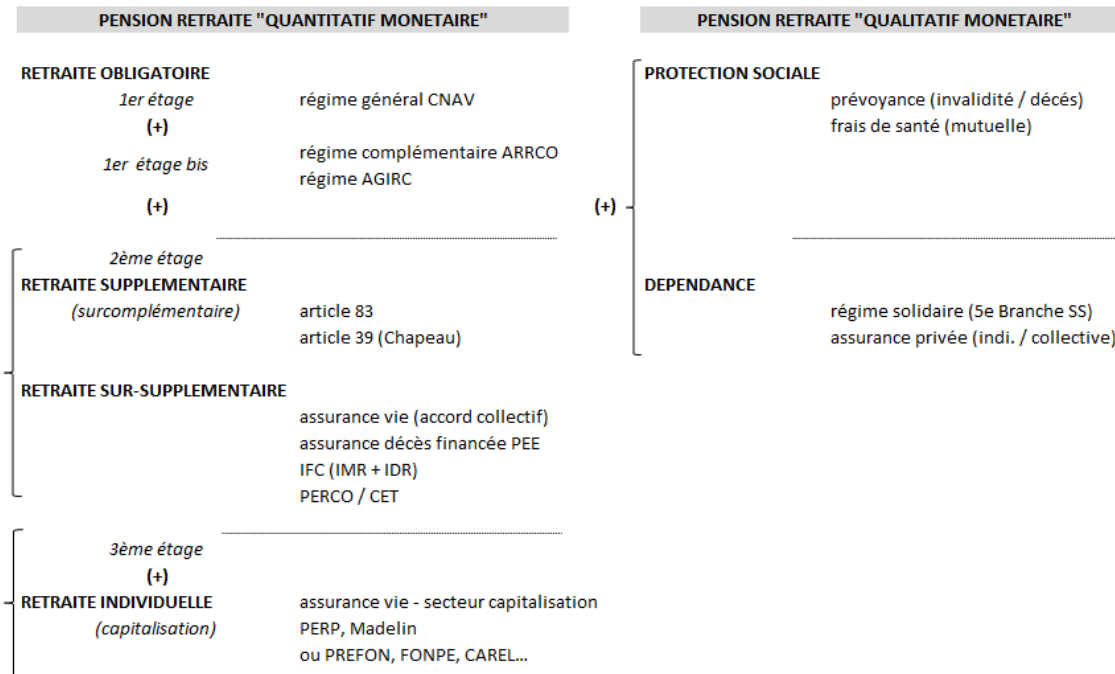 PENSION RETRAITE "QUANTITATIF MONETAIRE"
RETRAITE OBLIGATOIRE
1er étage régime général CNAV
(+)
1er étage bis régime complémentaire ARRCO
régime AGIRC
(+)
2ème étage
RETRAITE SUPPLEMENTAIRE
(surcomplémentaire) article 83
article 39 (Chapeau)
RETRAITE SUR-SUPPLEMENTAIRE
assurance vie (accord collectif)
assurance décès financée PEE
IFC (IMR + IDR)
PERCO / CET
3ème étage
(+)
RETRAITE INDIVIDUELLE assurance vie - secteur capitalisation
(capitalisation) PERP, Madelin
ou PREFON, FONPE, CAREL...
(+)
PENSION RETRAITE "QUALITATIF MONETAIRE"
PROTECTION SOCIALE
prévoyance (invalidité / décés)
frais de santé (mutuelle)
DEPENDANCE
régime solidaire (5e Branche SS)
assurance privée (indi. / collective)